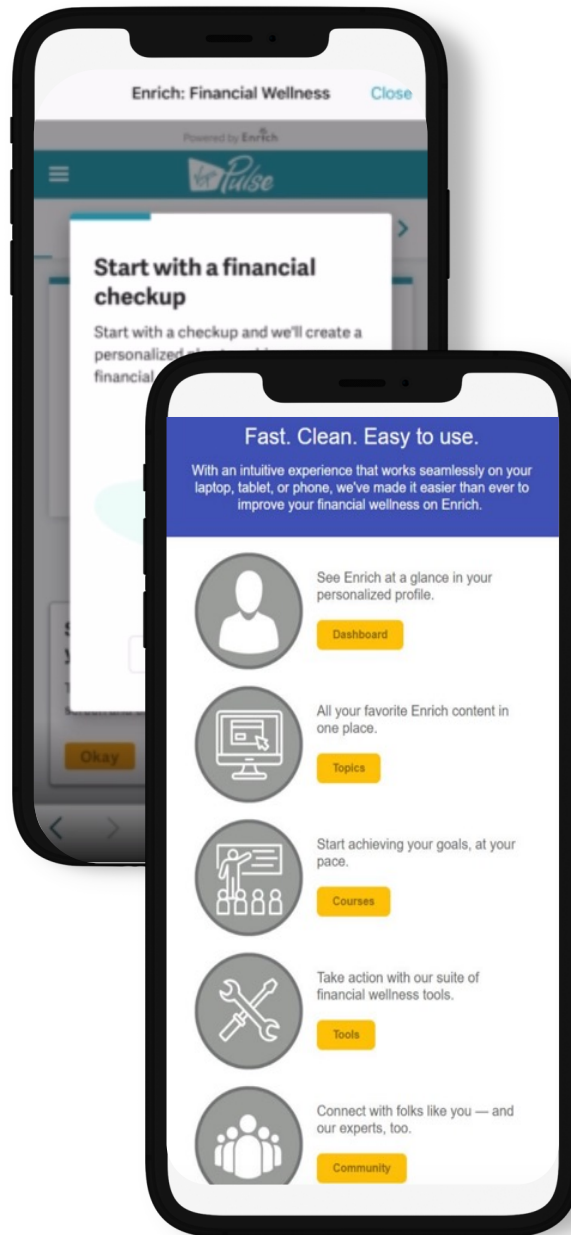 Enrich: Financial Wellness Close
Powered by Enrich
Pulse
Start with a financial
checkup
Start with a checkup and we'll create a
personalized
financial
Okay
Fast. Clean. Easy to use.
With an intuitive experience that works seamlessly on your
laptop, tablet, or phone, we've made it easier than ever to
improve your financial wellness on Enrich.
See Enrich at a glance in your
personalized profile.
Dashboard
All your favorite Enrich content in
one place.
Topics
Start achieving your goals, at your
pace.
Courses
Take action with our suite of
financial wellness tools.
Tools
Connect with folks like you — and
our experts, too.
Community